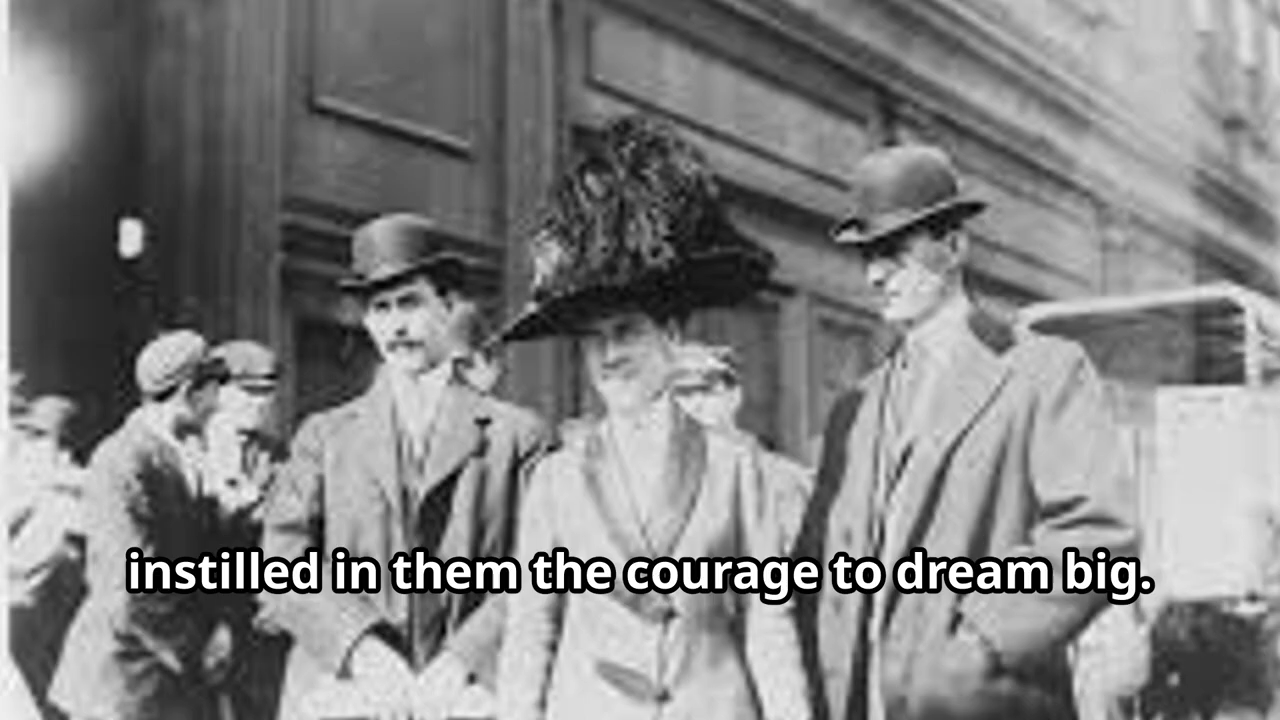 instilled in them the courage to dream big.